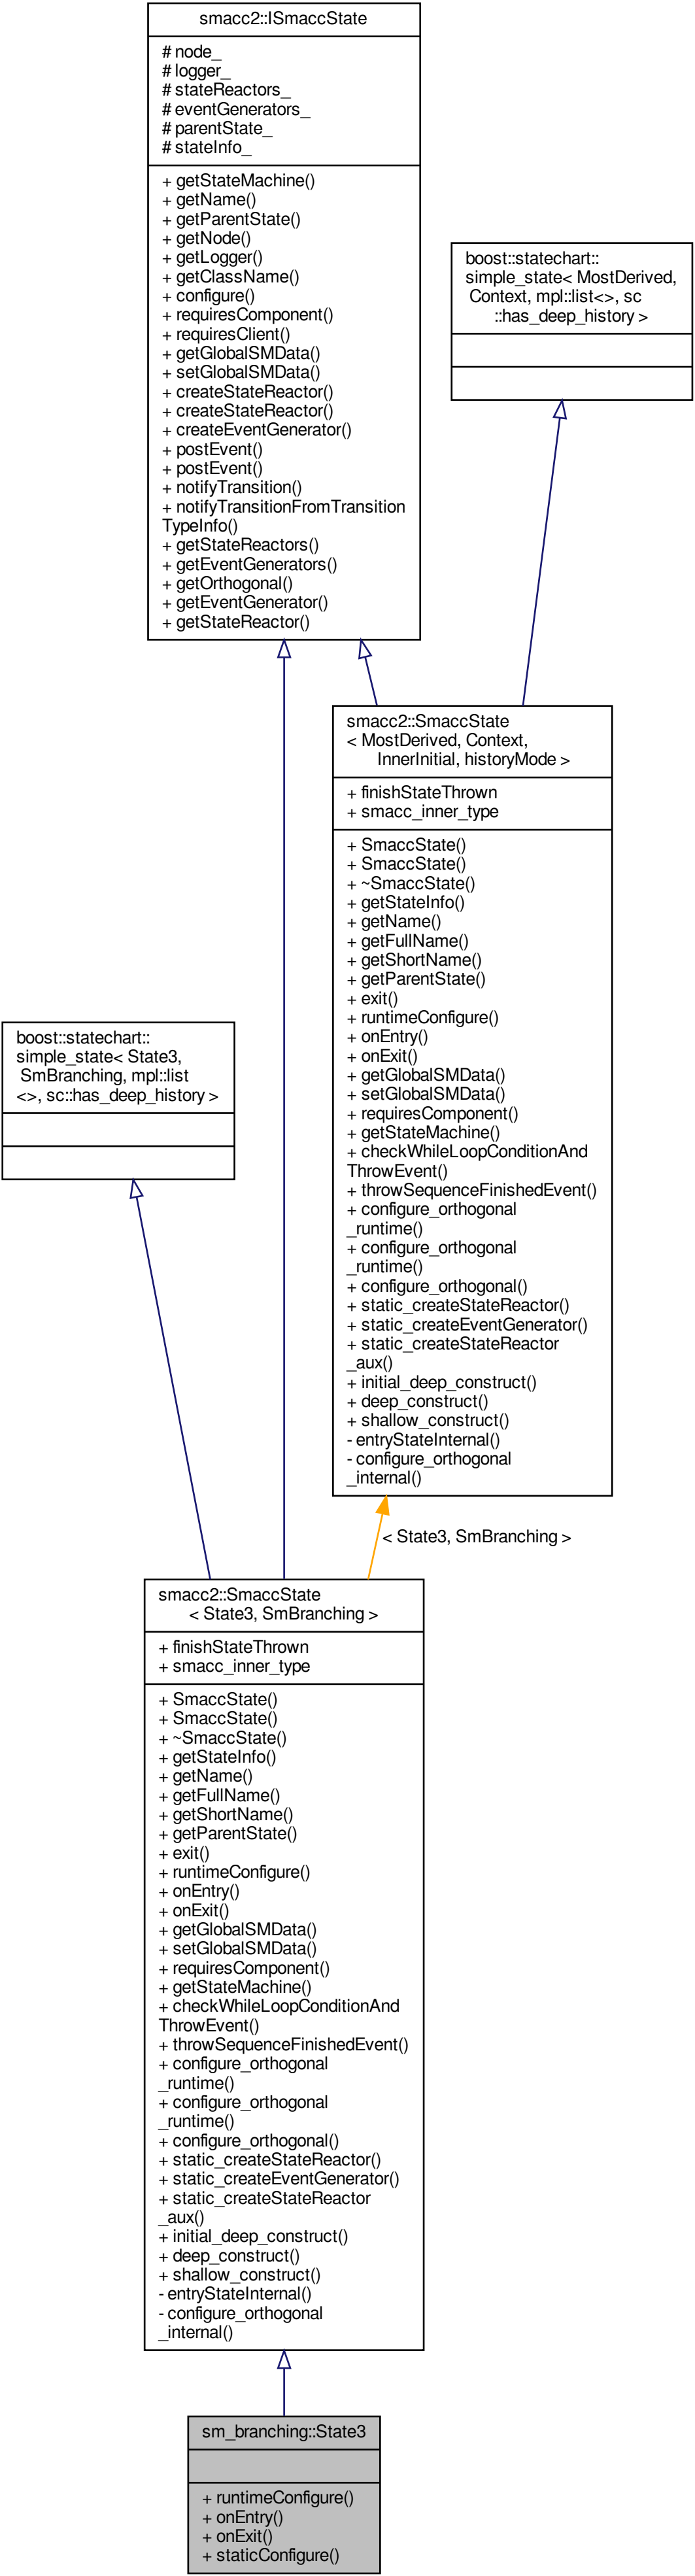 smacc2::ISmaccState
# node_
# logger_
# stateReactors_
# eventGenerators_
# parentState_
# stateInfo_
+ getStateMachine()
+ getName()
+ getParentState()
+ getNode()
+ getLogger()
+ getClassName()
+ configure()
+ requiresComponent()
+ requiresClient()
+ getGlobalSMData()
+ setGlobalSMData()
+ createStateReactor()
+ createStateReactor()
+ createEventGenerator()
+ postEvent()
+ postEvent()
+ notifyTransition()
+ notifyTransitionFromTransition
TypeInfo()
+ getStateReactors()
+ getEventGenerators()
+ getOrthogonal()
+ getEventGenerator()
+ getStateReactor()
boost::statechart::
simple_state< MostDerived,
Context, mpl::list<>, sc
::has_deep_history >
smacc2::SmaccState
< MostDerived, Context,
InnerInitial, historyMode >
+ finishStateThrown
+ smacc_inner_type
+ SmaccState()
+ SmaccState()
+ ~SmaccState()
+ getStateInfo()
+ getName()
+ getFullName()
+ getShortName()
+ getParentState()
+ exit()
+ runtimeConfigure()
+ onEntry()
+ onExit()
+ getGlobalSMData()
+ setGlobalSMData()
+ requiresComponent()
+ getStateMachine()
+ checkWhileLoopConditionAnd
ThrowEvent()
+ throwSequenceFinishedEvent()
+ configure_orthogonal
_runtime()
+ configure_orthogonal
_runtime()
+ configure_orthogonal()
+ static_createStateReactor()
+ static_createEventGenerator()
+ static_createStateReactor
_aux()
+ initial_deep_construct()
+ deep_construct()
+ shallow_construct()
- entryStateInternal()
- configure_orthogonal
_internal()
boost::statechart::
simple_state< State3,
SmBranching, mpl::list
<>, sc::has_deep_history >
< State3, SmBranching >
smacc2::SmaccState
< State3, SmBranching >
+ finishStateThrown
+ smacc_inner_type
+ SmaccState()
+ SmaccState()
+ ~SmaccState()
+ getStateInfo()
+ getName()
+ getFullName()
+ getShortName()
+ getParentState()
+ exit()
+ runtimeConfigure()
+ onEntry()
+ onExit()
+ getGlobalSMData()
+ setGlobalSMData()
+ requiresComponent()
+ getStateMachine()
+ checkWhileLoopConditionAnd
ThrowEvent()
+ throwSequenceFinishedEvent()
+ configure_orthogonal
_runtime()
+ configure_orthogonal
_runtime()
+ configure_orthogonal()
+ static_createStateReactor()
+ static_createEventGenerator()
+ static_createStateReactor
_aux()
+ initial_deep_construct()
+ deep_construct()
+ shallow_construct()
- entryStateInternal()
- configure_orthogonal
_internal()
sm_branching::State3
+ runtimeConfigure()
+ onEntry()
+ onExit()
+ staticConfigure()